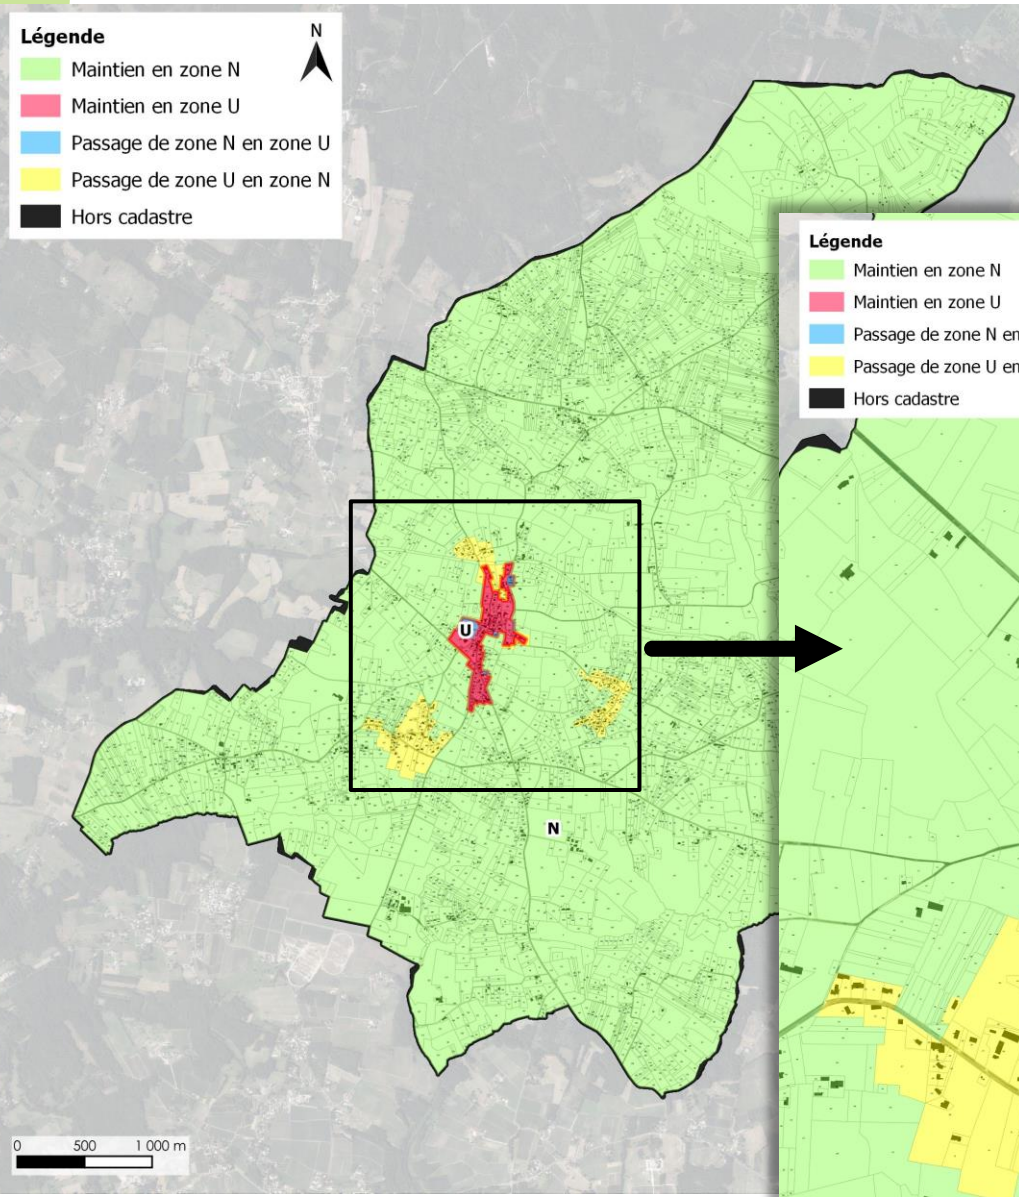 Légende
Maintien en zone N
Maintien en zone U
Passage de zone N en zone U
Passage de zone U en zone N
Hors cadastre
N
Légende
Maintien en zone N
Maintien en zone U
Passage de zone N en
Passage de zone U en
Hors cadastre
U
N
0 500 1 000 m